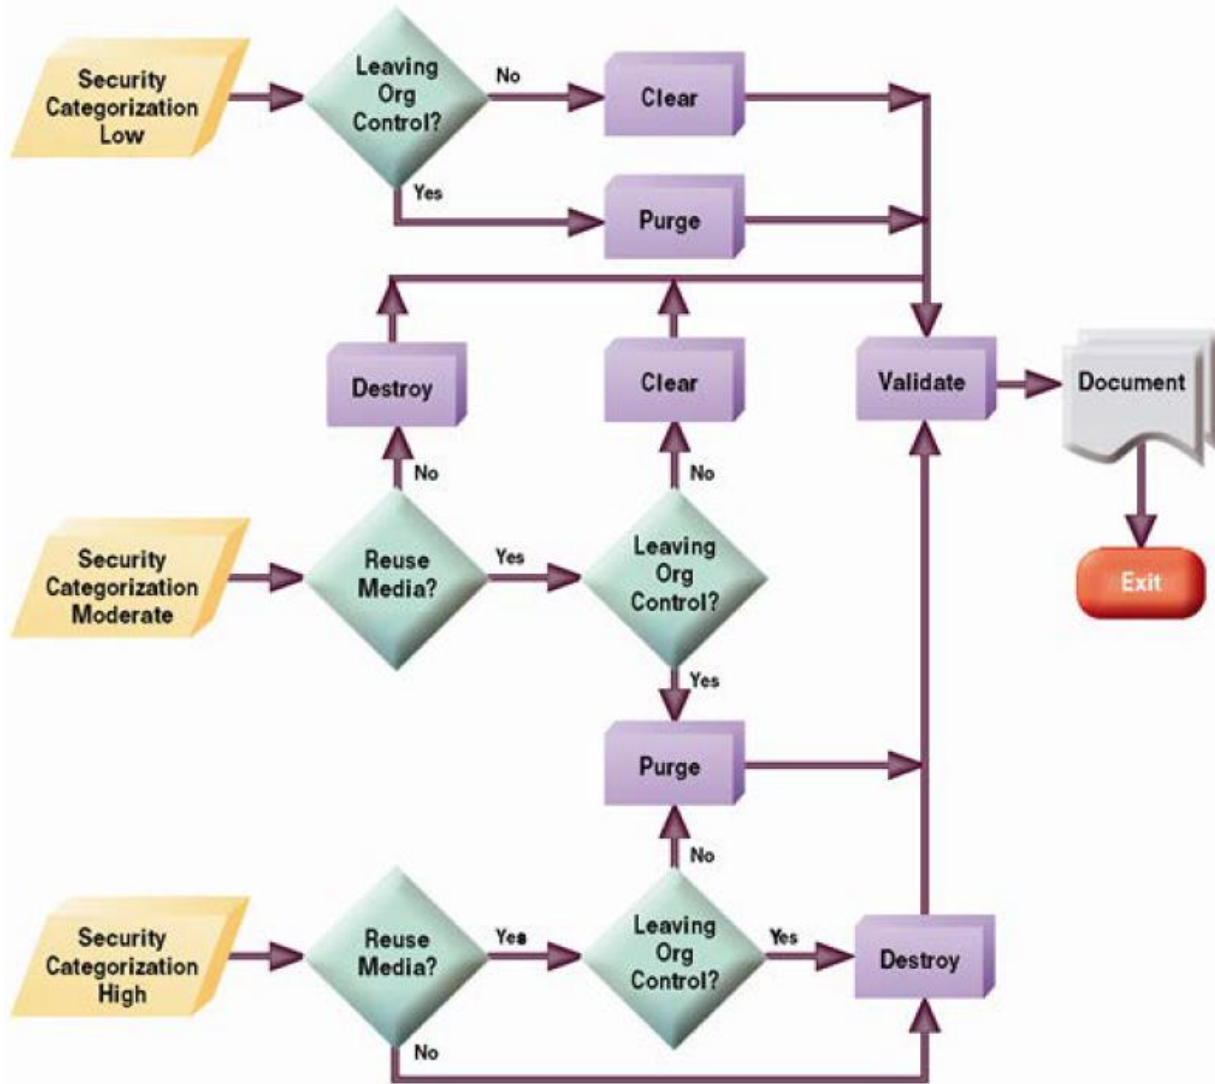 Security
Categorization
Low
Leaving
Org
Control?
No
Clear
Yes
Purge
Destroy
Clear
Validate
Document
No
No
Security
Categorization
Moderate
Reuse
Media?
Yes
Leaving
Org
Control?
Exit
Yes
Purge
No
Security
Categorization
High
Reuse
Media?
Yes
Leaving
Org
Control?
Yes
Destroy
No